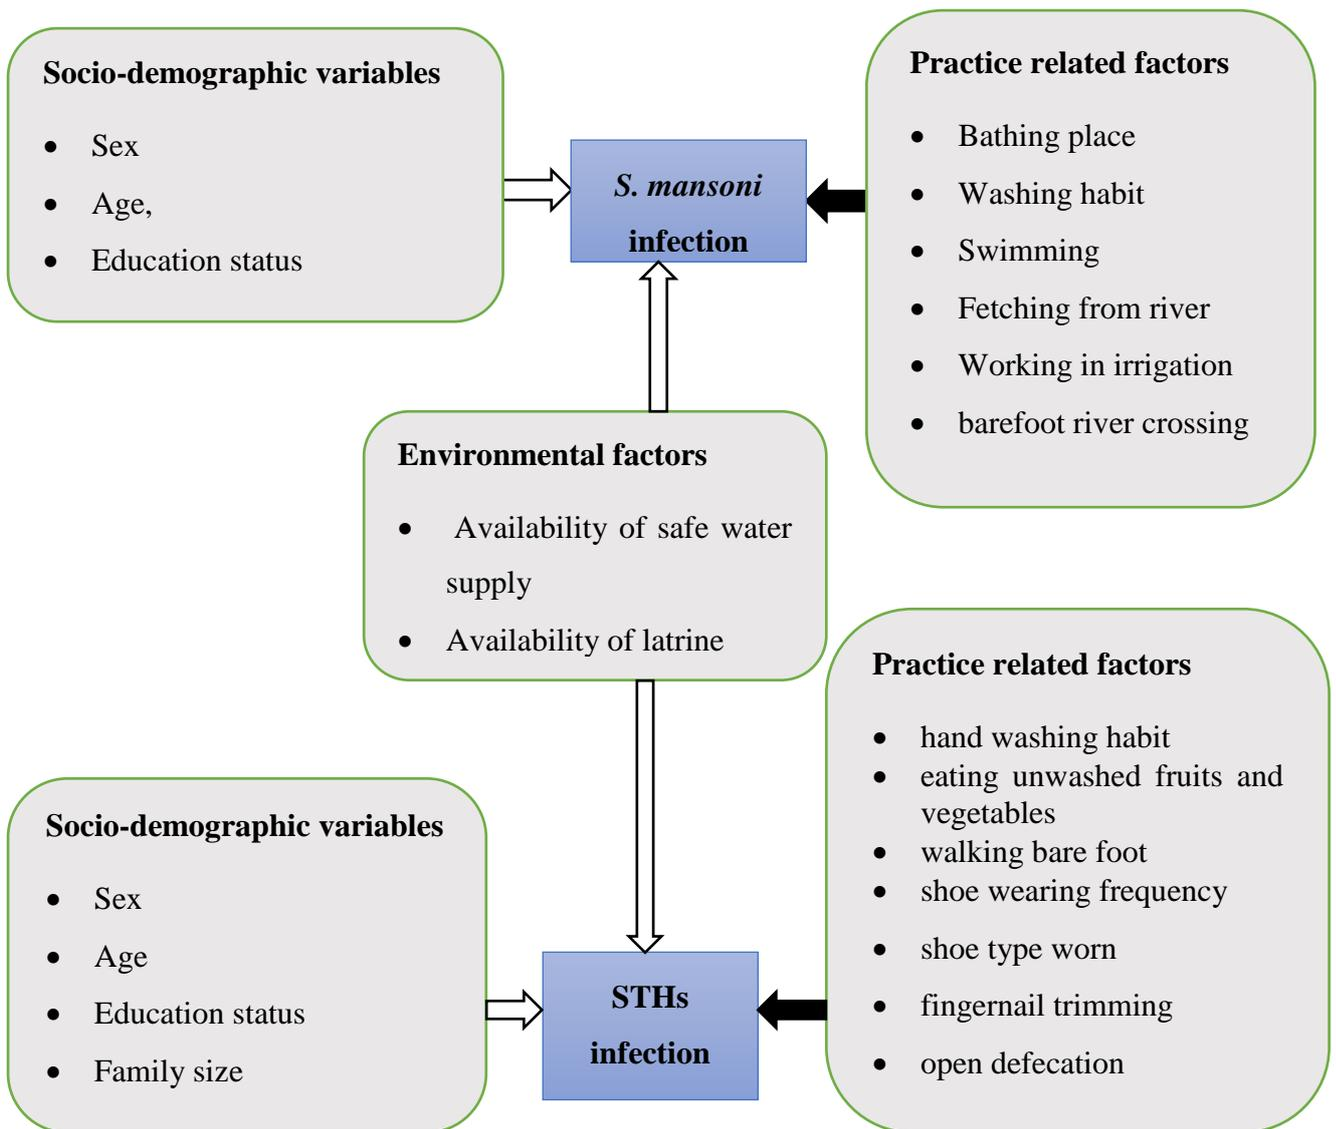 Socio-demographic variables
• Sex
• Age,
• Education status
S. mansoni
infection
Practice related factors
• Bathing place
• Washing habit
• Swimming
• Fetching from river
• Working in irrigation
• barefoot river crossing
Environmental factors
• Availability of safe water
supply
• Availability of latrine
Socio-demographic variables
• Sex
• Age
• Education status
• Family size
STHs
infection
Practice related factors
• hand washing habit
• eating unwashed fruits and
vegetables
• walking bare foot
• shoe wearing frequency
• shoe type worn
• fingernail trimming
• open defecation